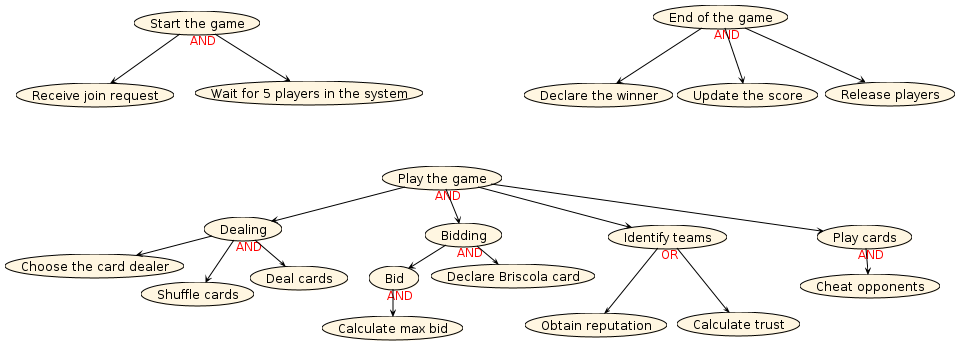 Start the game
AND
Receive join request
Wait for 5 players in the system
End of the game
AND
Declare the winner
Update the score
Release players
Play the game
AND
Dealing
AND
Bidding
AND
Identify teams
OR
Play cards
AND
Choose the card dealer
Shuffle cards
Deal cards
Bid
AND
Declare Briscola card
Cheat opponents
Calculate max bid
Obtain reputation
Calculate trust